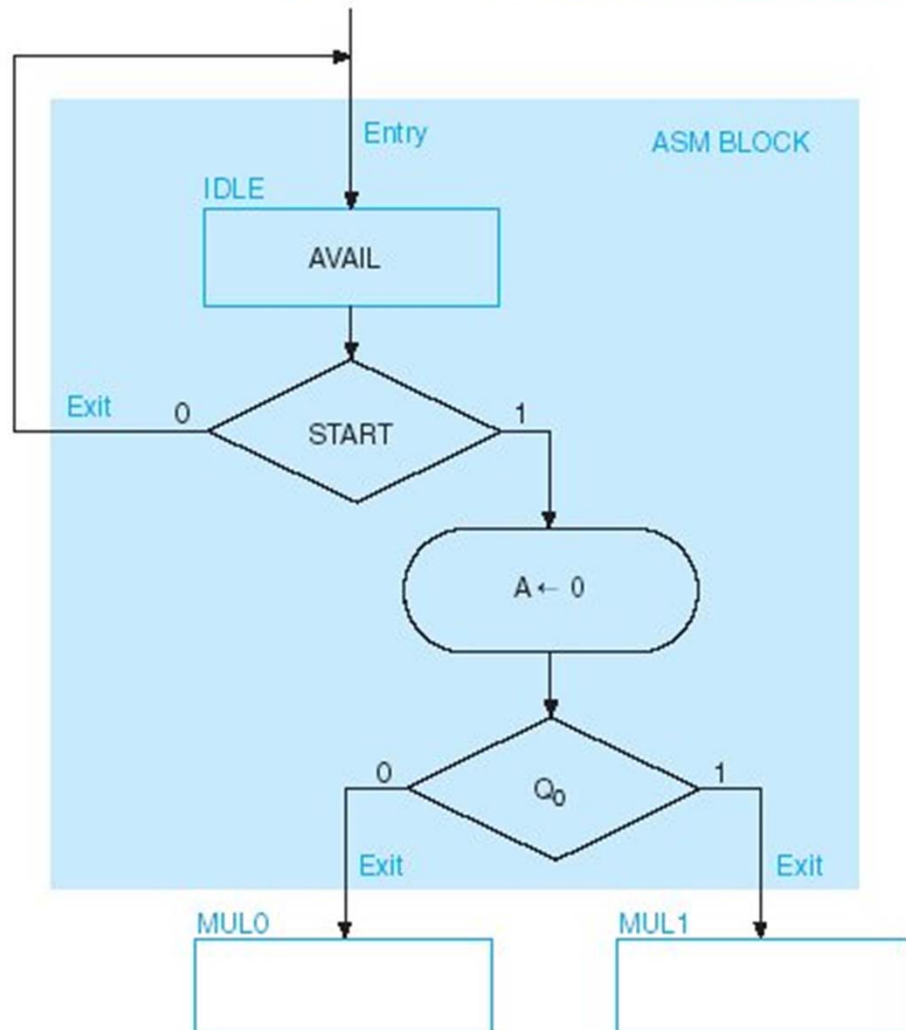 Entry
ASM BLOCK
IDLE
AVAIL
Exit
0
START
1
A ← 0
0
Q₀
1
Exit
Exit
MUL0
MUL1